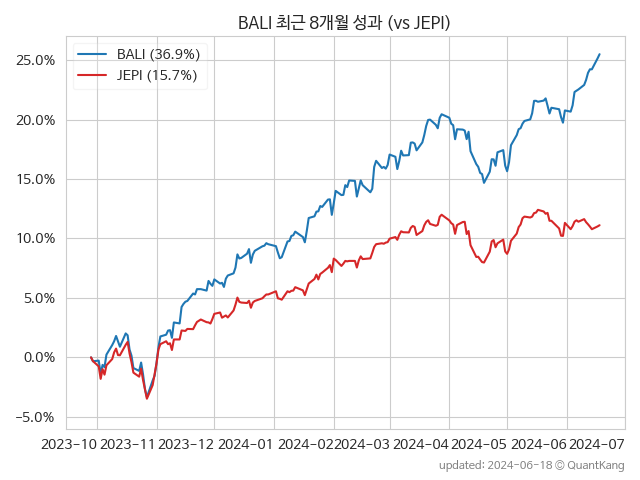 BALI 최근 8개월 성과 (vs JEPI)
BALI (36.9%)
JEPI (15.7%)
25.0%
20.0%
15.0%
10.0%
5.0%
0.0%
−5.0%
2023-10 2023-11 2023-12 2024-01 2024-02 2024-03 2024-04 2024-05 2024-06 2024-07
updated: 2024-06-18 © QuantKang